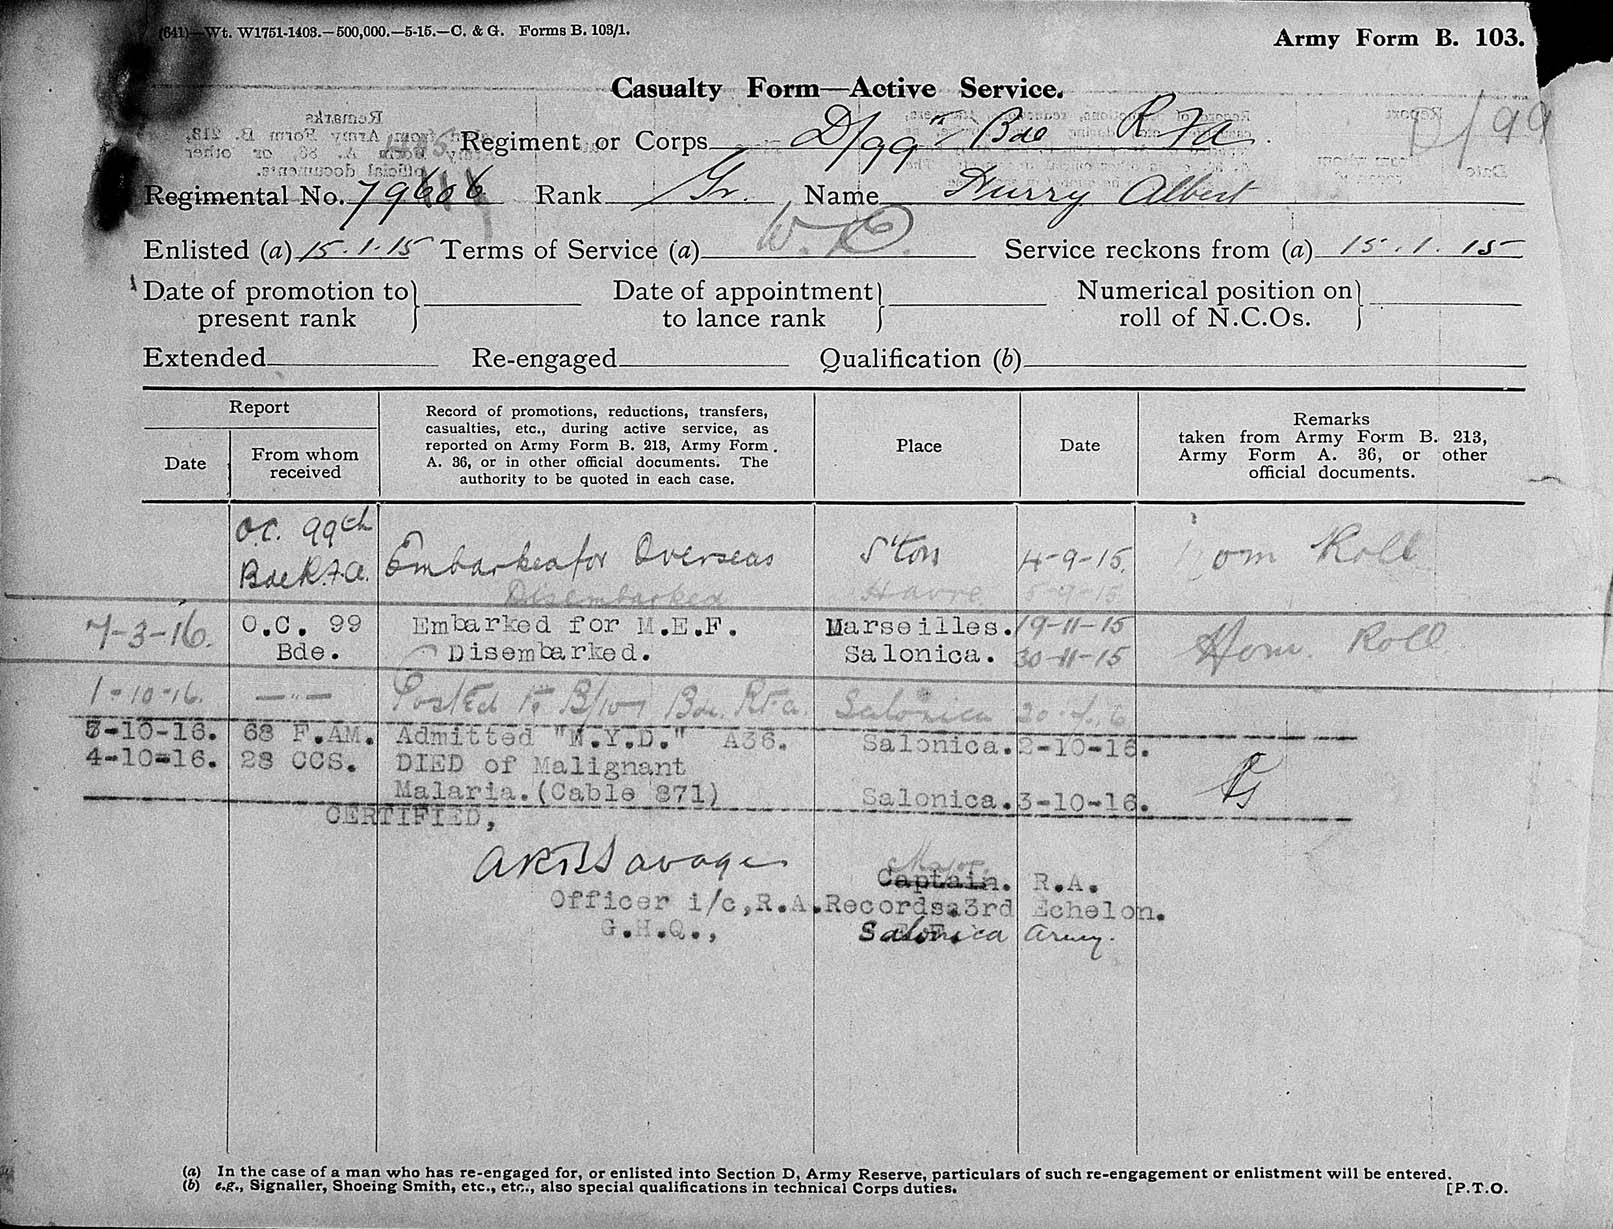 (641)—Wt. W1751-1403.—500,000.—5-15.—C. & G. Forms B. 103/1.
Army Form B. 103.
Casualty Form—Active Service.
D/99
Regiment or Corps D/99th Bde R F A
Regimental No. 79606 Rank Gr. Name Hurry Albert
Enlisted (a) 15.1.15 Terms of Service (a) Service reckons from (a) 15.1.15
Date of promotion to present rank
Date of appointment to lance rank
Numerical position on roll of N.C.Os.
Extended Re-engaged Qualification (b)
Report
Date
From whom received
Record of promotions, reductions, transfers,
casualties, etc., during active service, as
reported on Army Form B. 213, Army Form
A. 36, or in other official documents. The
authority to be quoted in each case.
Place
Date
Remarks
taken from Army Form B. 213,
Army Form A. 36, or other
official documents.
O.C. 99th
Bde R.F.A. Embarked for Overseas S'ton 4-9-15. Nom Roll
Disembarked Havre 5-9-15
7-3-16. O.C. 99 Embarked for M.E.F. Marseilles. 19-11-15 Nom. Roll
Bde. Disembarked. Salonica. 30-11-15
1-10-16. —"— Posted to B/107 Bde. RFA. Salonica
3-10-16. 68 F.AM. Admitted "N.Y.D." A36. Salonica. 2-10-16.
4-10-16. 28 CCS. DIED of Malignant
Malaria. (Cable 871) Salonica. 3-10-16.
CERTIFIED,
Savage
Major
Captain. R.A.
Officer i/c, R.A. Records. 3rd Echelon.
G.H.Q., Salonica Army.
(a) In the case of a man who has re-engaged for, or enlisted into Section D, Army Reserve, particulars of such re-engagement or enlistment will be entered.
(b) e.g., Signaller, Shoeing Smith, etc., etc., also special qualifications in technical Corps duties.
[P.T.O.